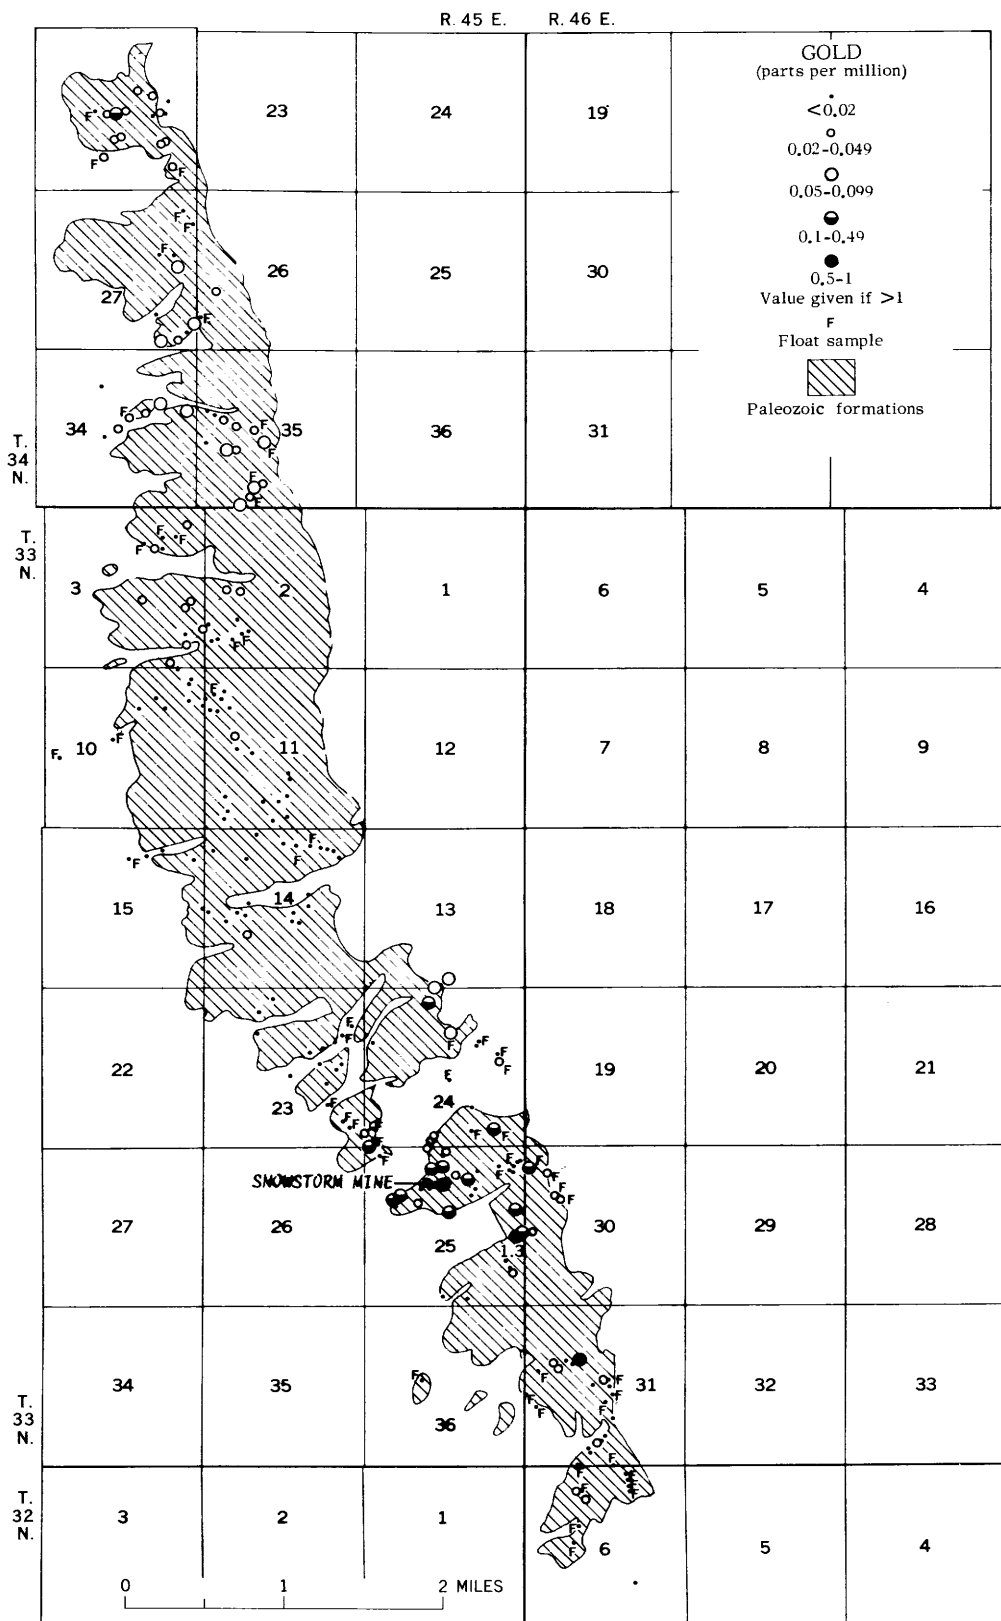 R. 45 E. R. 46 E.
GOLD
(parts per million)
<0.02
0.02-0.049
0.05-0.099
0.1-0.49
0.5-1
Value given if >1
F
Float sample
Paleozoic formations
23 24 19
27 26 25 30
T. 34 N.
34 35 36 31
T. 33 N.
3 2 1 6 5 4
10 11 12 7 8 9
15 14 13 18 17 16
22 23 24 19 20 21
SNOWSTORM MINE
27 26 25 30 29 28
1.3
34 35 36 31 32 33
T. 33 N.
T. 32 N.
3 2 1 6 5 4
0 1 2 MILES